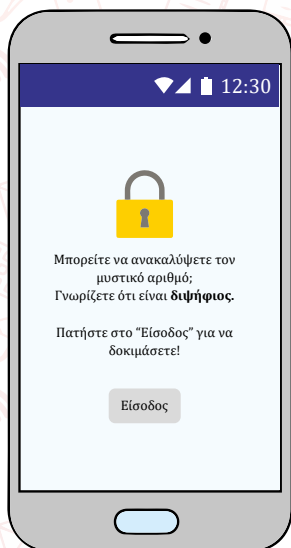 12:30
Μπορείτε να ανακαλύψετε τον
μυστικό αριθμό;
Γνωρίζετε ότι είναι διψήφιος.
Πατήστε στο “Είσοδος” για να
δοκιμάσετε!
Είσοδος